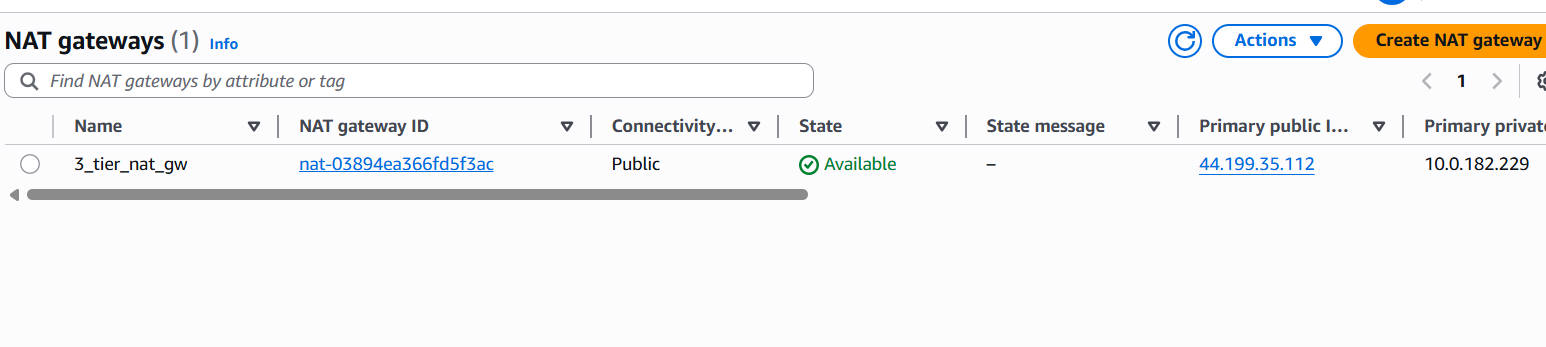 NAT gateways (1) Info
Actions
Create NAT gateway
Find NAT gateways by attribute or tag
1
Name NAT gateway ID Connectivity... State State message Primary public I... Primary private
3_tier_nat_gw nat-03894ea366fd5f3ac Public Available – 44.199.35.112 10.0.182.229